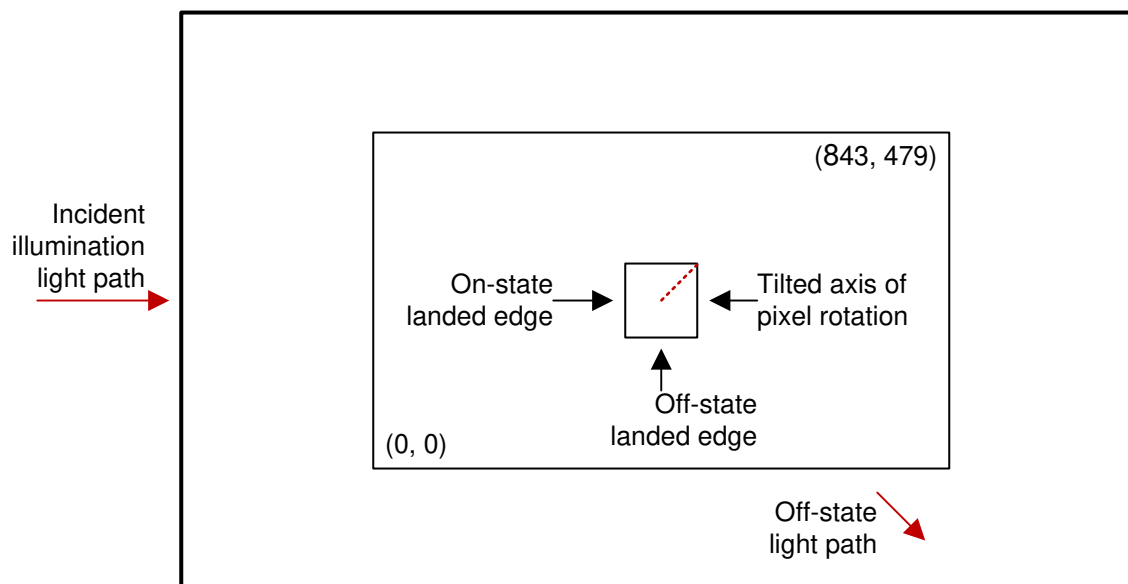 (843, 479)
Incident
illumination
light path
On-state
landed edge
Tilted axis of
pixel rotation
Off-state
landed edge
(0, 0)
Off-state
light path